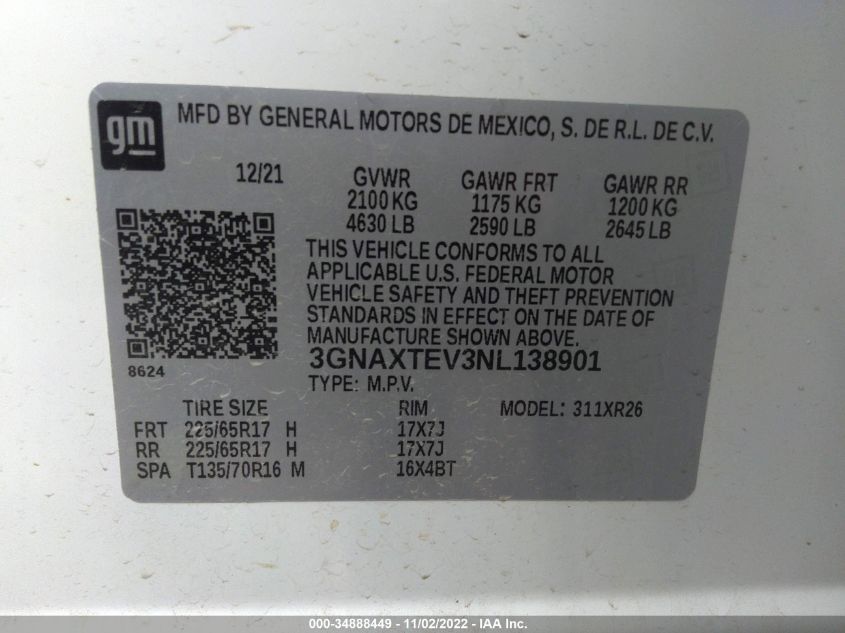 gm
MFD BY GENERAL MOTORS DE MEXICO, S. DE R.L. DE C.V.
12/21 GVWR GAWR FRT GAWR RR
2100 KG 1175 KG 1200 KG
4630 LB 2590 LB 2645 LB
THIS VEHICLE CONFORMS TO ALL
APPLICABLE U.S. FEDERAL MOTOR
VEHICLE SAFETY AND THEFT PREVENTION
STANDARDS IN EFFECT ON THE DATE OF
MANUFACTURE SHOWN ABOVE.
8624
3GNAXTEV3NL138901
TYPE: M.P.V.
TIRE SIZE RIM MODEL: 311XR26
FRT 225/65R17 H 17X7J
RR 225/65R17 H 17X7J
SPA T135/70R16 M 16X4BT
000-34888449 - 11/02/2022 - IAA Inc.